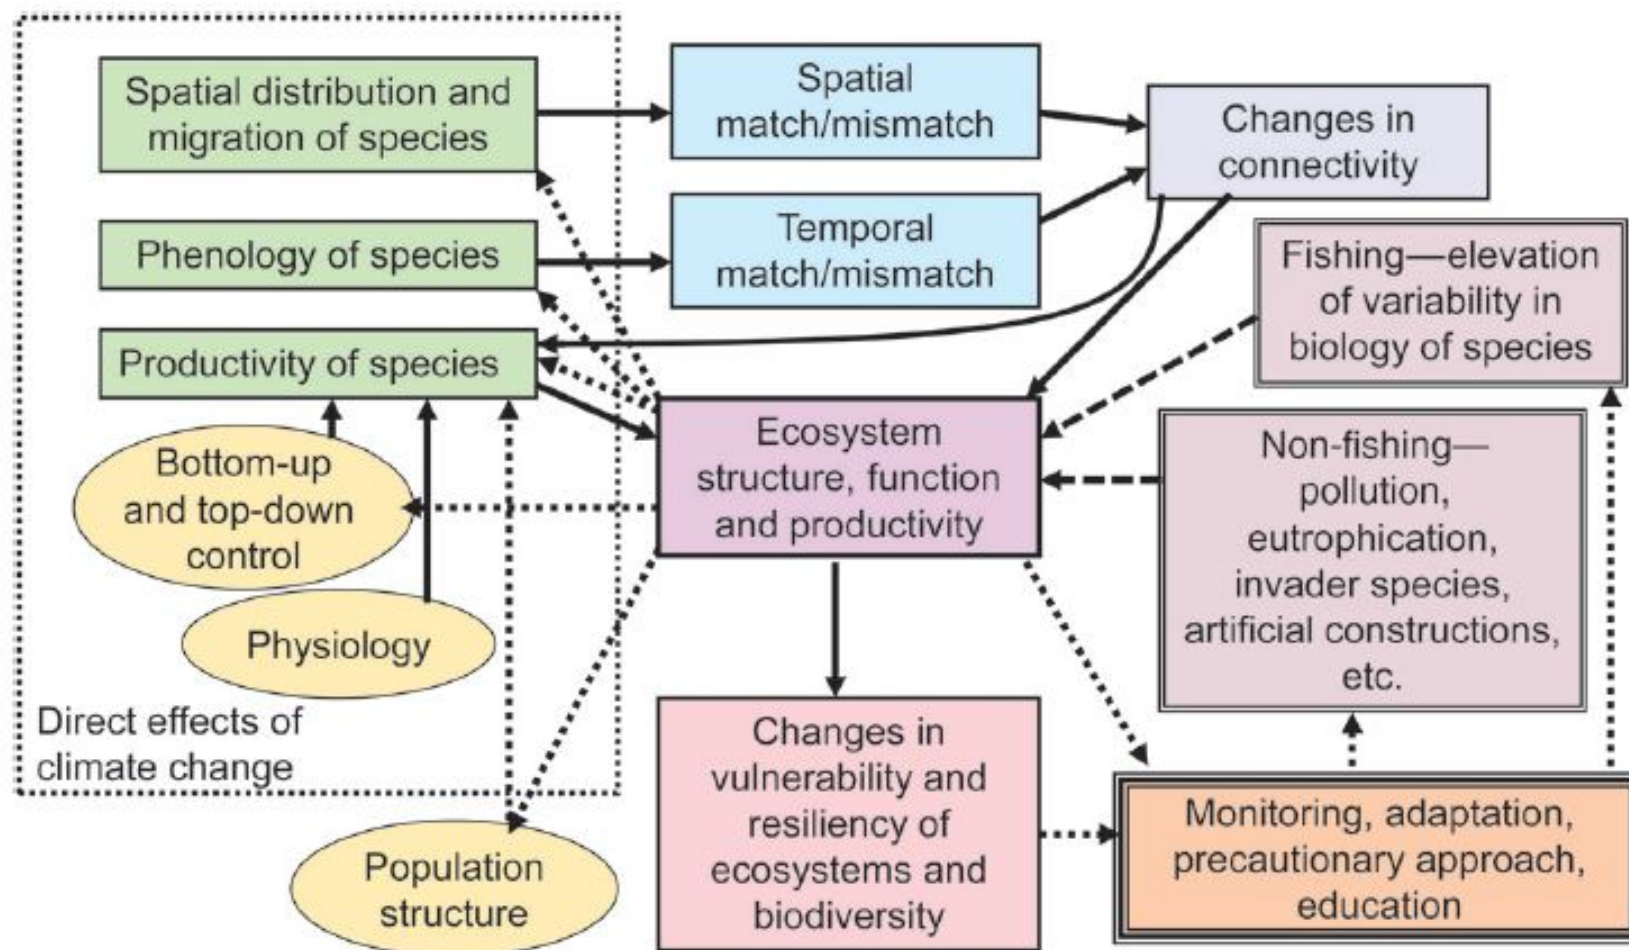 Spatial distribution and
migration of species
Spatial
match/mismatch
Changes in
connectivity
Phenology of species
Temporal
match/mismatch
Fishing—elevation
of variability in
biology of species
Productivity of species
Ecosystem
structure, function
and productivity
Non-fishing—
pollution,
eutrophication,
invader species,
artificial constructions,
etc.
Bottom-up
and top-down
control
Physiology
Direct effects of
climate change
Changes in
vulnerability and
resiliency of
ecosystems and
biodiversity
Monitoring, adaptation,
precautionary approach,
education
Population
structure